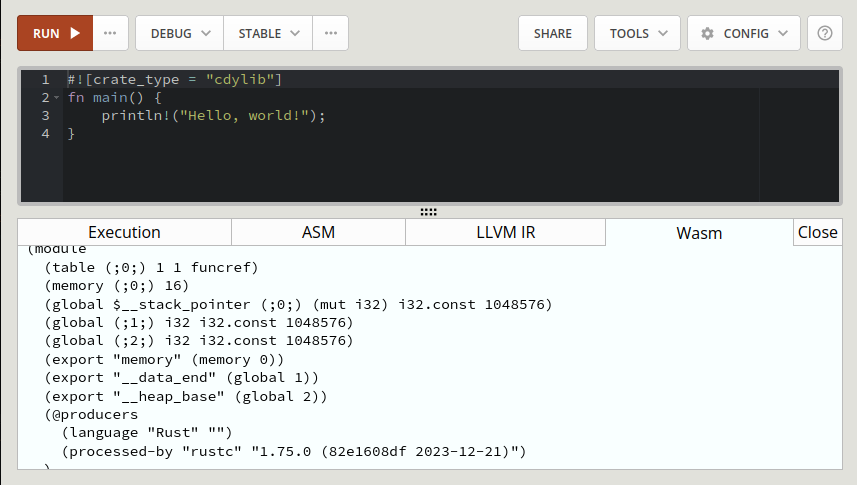 RUN ··· DEBUG STABLE ··· SHARE TOOLS CONFIG ?
1 #![crate_type = "cdylib"]
2 fn main() {
3     println!("Hello, world!");
4 }
Execution ASM LLVM IR Wasm Close
(module
  (table (;0;) 1 1 funcref)
  (memory (;0;) 16)
  (global $__stack_pointer (;0;) (mut i32) i32.const 1048576)
  (global (;1;) i32 i32.const 1048576)
  (global (;2;) i32 i32.const 1048576)
  (export "memory" (memory 0))
  (export "__data_end" (global 1))
  (export "__heap_base" (global 2))
  (@producers
    (language "Rust" "")
    (processed-by "rustc" "1.75.0 (82e1608df 2023-12-21)")
  )